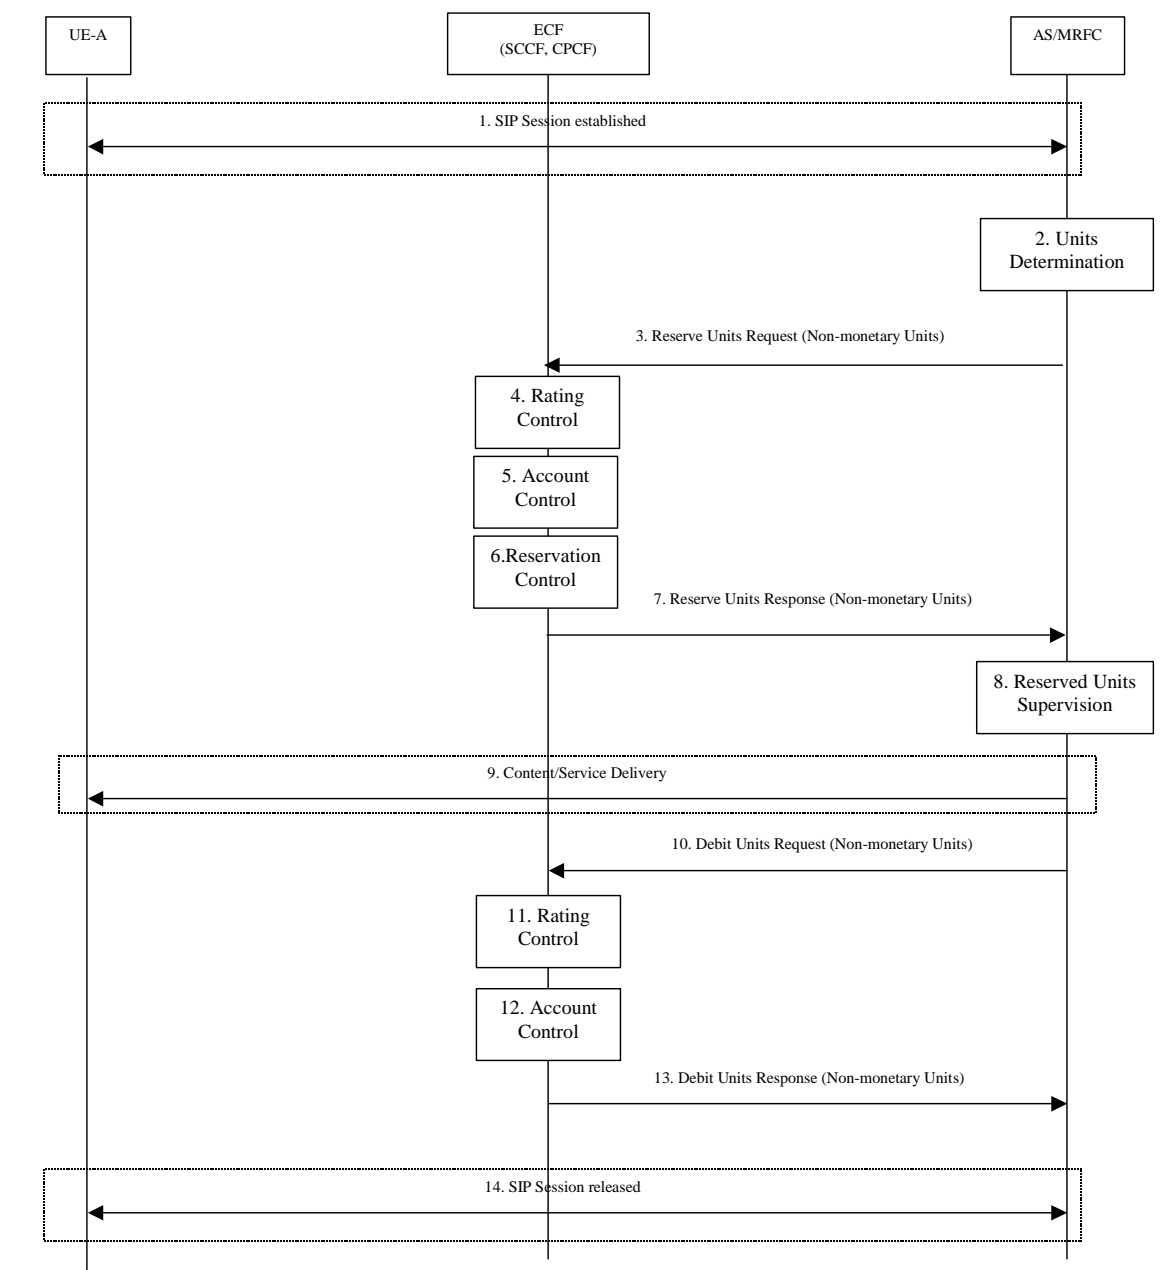 UE-A
ECF
(SCCF, CPCF)
AS/MRFC
1. SIP Session established
2. Units
Determination
3. Reserve Units Request (Non-monetary Units)
4. Rating
Control
5. Account
Control
6.Reservation
Control
7. Reserve Units Response (Non-monetary Units)
8. Reserved Units
Supervision
9. Content/Service Delivery
10. Debit Units Request (Non-monetary Units)
11. Rating
Control
12. Account
Control
13. Debit Units Response (Non-monetary Units)
14. SIP Session released